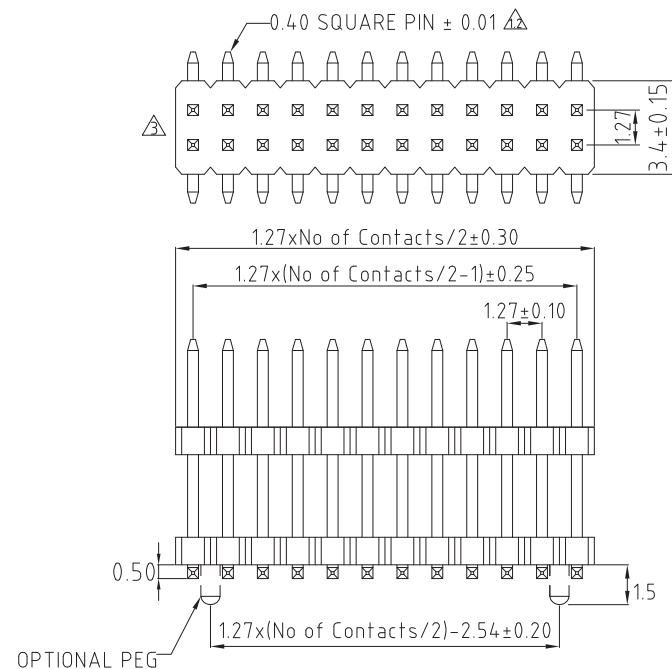 0.40 SQUARE PIN ± 0.01 12
3
1.27
3.4±0.15
1.27xNo of Contacts/2±0.30
1.27x(No of Contacts/2-1)±0.25
1.27±0.10
0.50
1.5
1.27x(No of Contacts/2)-2.54±0.20
OPTIONAL PEG